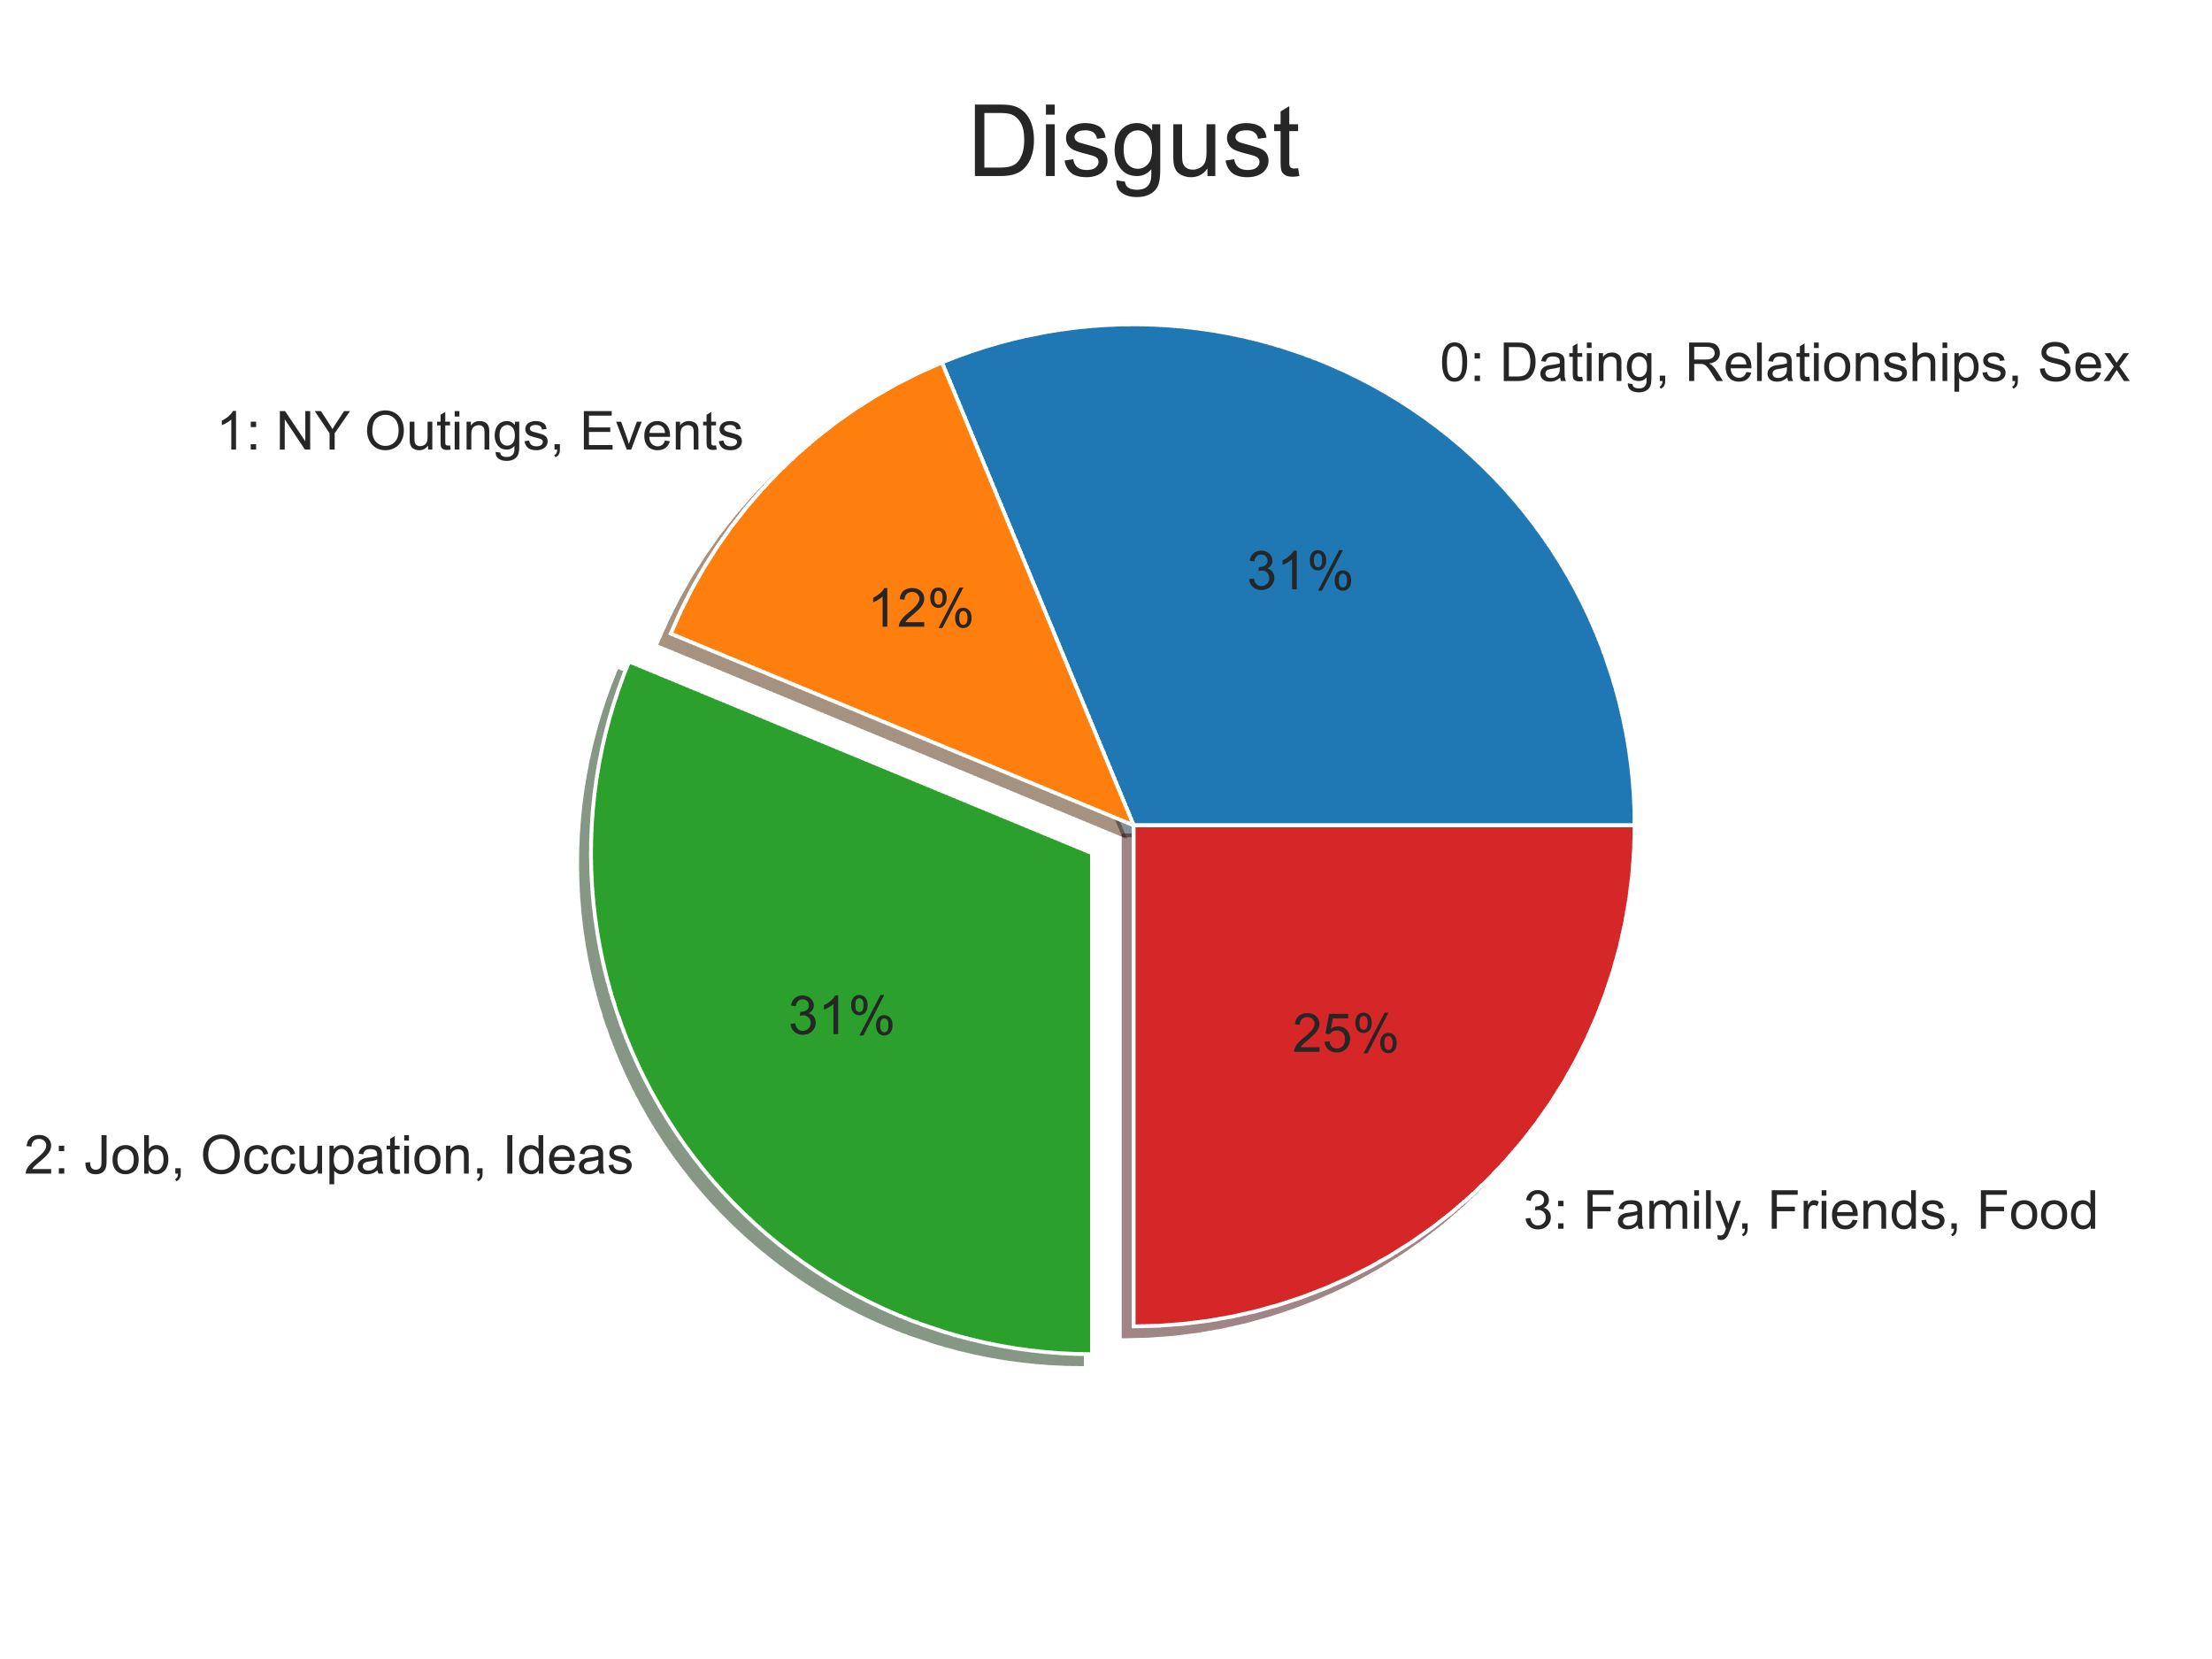 Disgust
0: Dating, Relationships, Sex
1: NY Outings, Events
31%
12%
31%
25%
2: Job, Occupation, Ideas
3: Family, Friends, Food